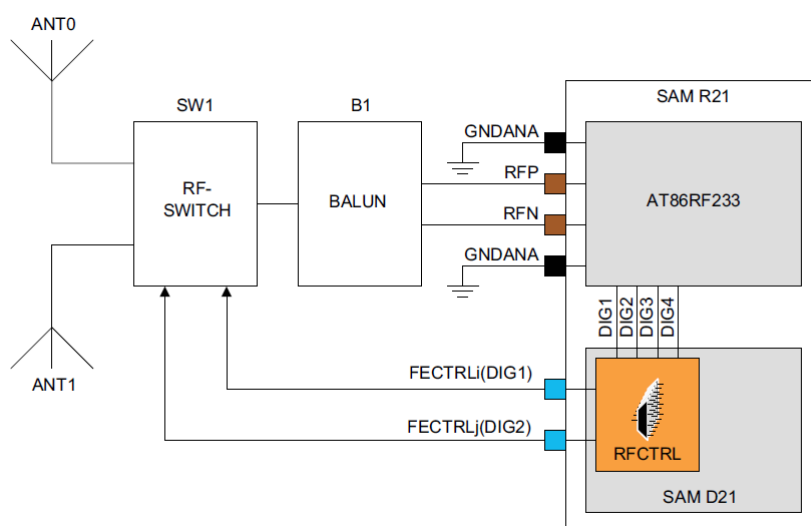 ANT0
SW1
B1
SAM R21
GNDANA
RFP
RFN
GNDANA
RF-
SWITCH
BALUN
AT86RF233
DIG1
DIG2
DIG3
DIG4
ANT1
FECTRLi(DIG1)
FECTRLj(DIG2)
RFCTRL
SAM D21